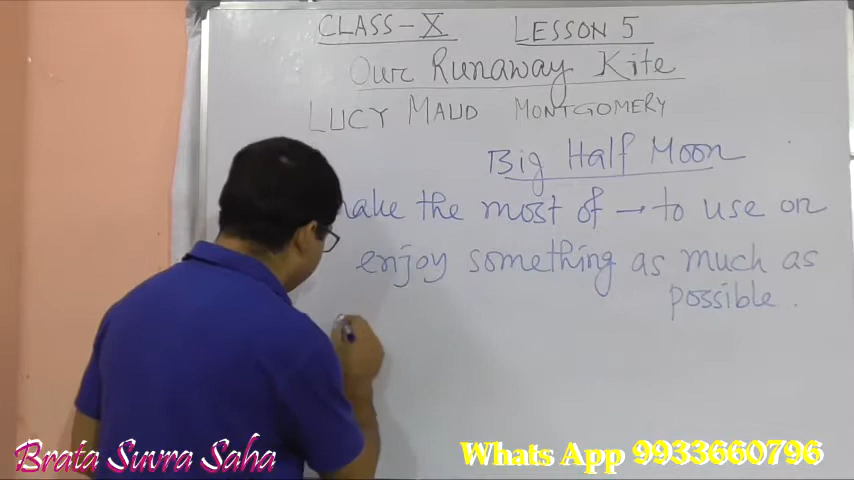 CLASS - X LESSON 5
Our Runaway Kite
LUCY MAUD MONTGOMERY
Big Half Moon
make the most of → to use or
enjoy something as much as
possible.
Brata Suvra Saha
Whats App 9933660796